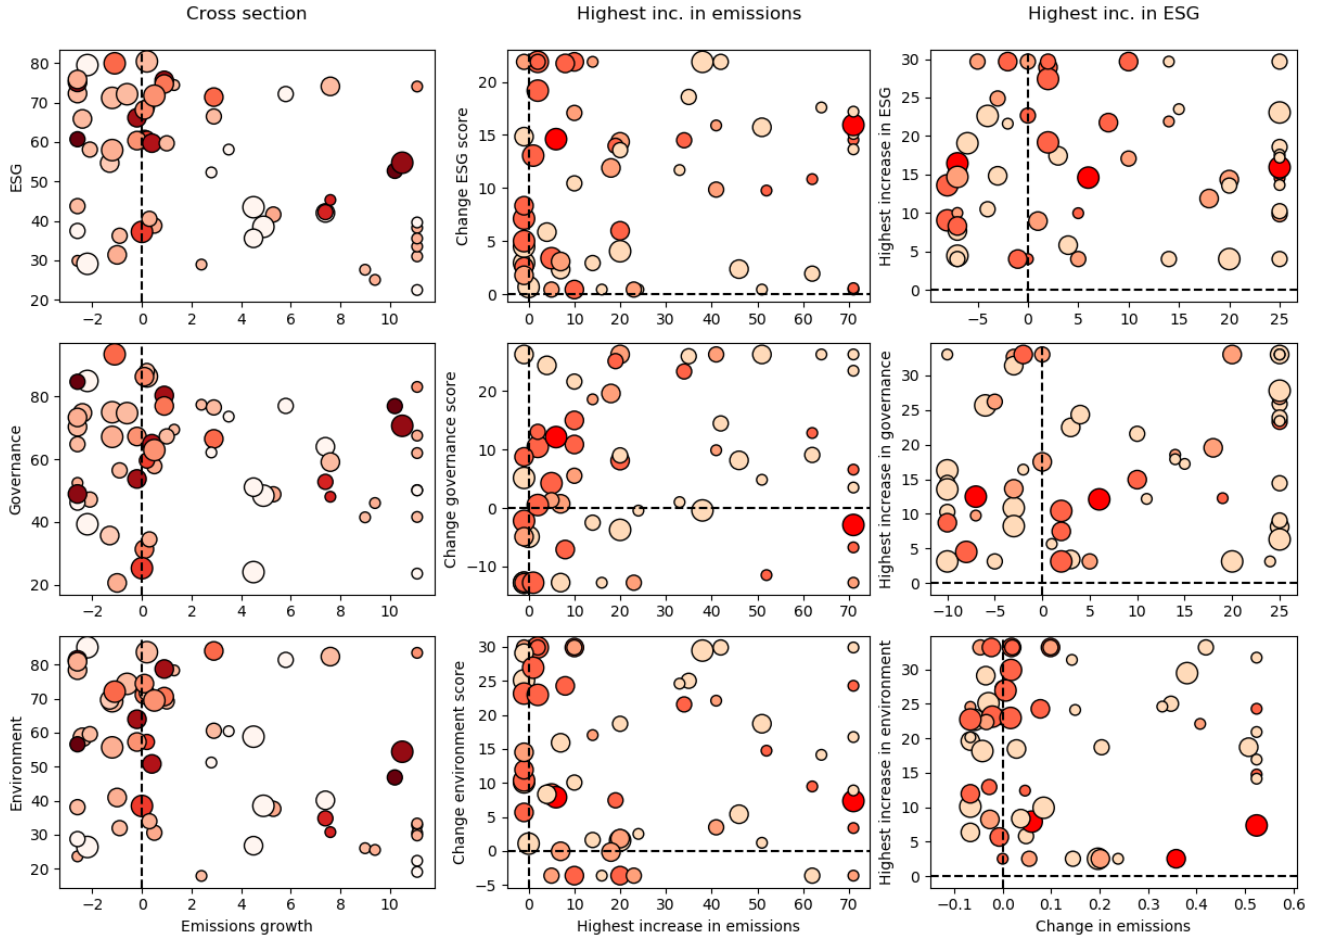 Cross section
Highest inc. in emissions
Highest inc. in ESG
ESG
80
70
60
50
40
30
20
−2 0 2 4 6 8 10
Change ESG score
20
15
10
5
0
0 10 20 30 40 50 60 70
Highest increase in ESG
30
25
20
15
10
5
0
−5 0 5 10 15 20 25
Governance
80
60
40
20
−2 0 2 4 6 8 10
Change governance score
20
10
0
−10
0 10 20 30 40 50 60 70
Highest increase in governance
30
25
20
15
10
5
0
−10 −5 0 5 10 15 20 25
Environment
80
70
60
50
40
30
20
−2 0 2 4 6 8 10
Emissions growth
Change environment score
30
25
20
15
10
5
0
−5
0 10 20 30 40 50 60 70
Highest increase in emissions
Highest increase in environment
30
25
20
15
10
5
0
−0.1 0.0 0.1 0.2 0.3 0.4 0.5 0.6
Change in emissions